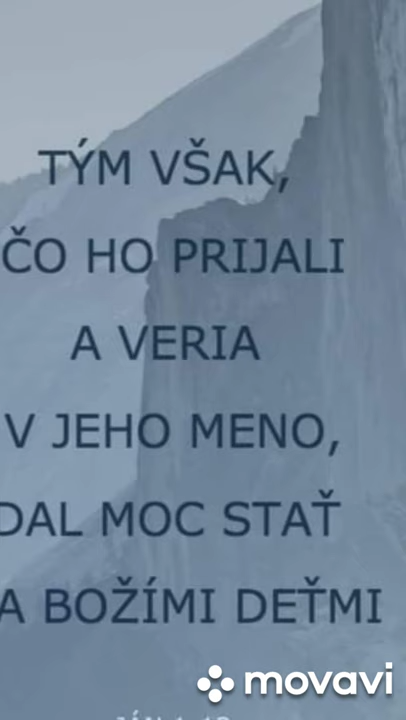 TÝM VŠAK,
ČO HO PRIJALI
A VERIA
V JEHO MENO,
DAL MOC STAŤ
A BOŽÍMI DEŤMI
movavi